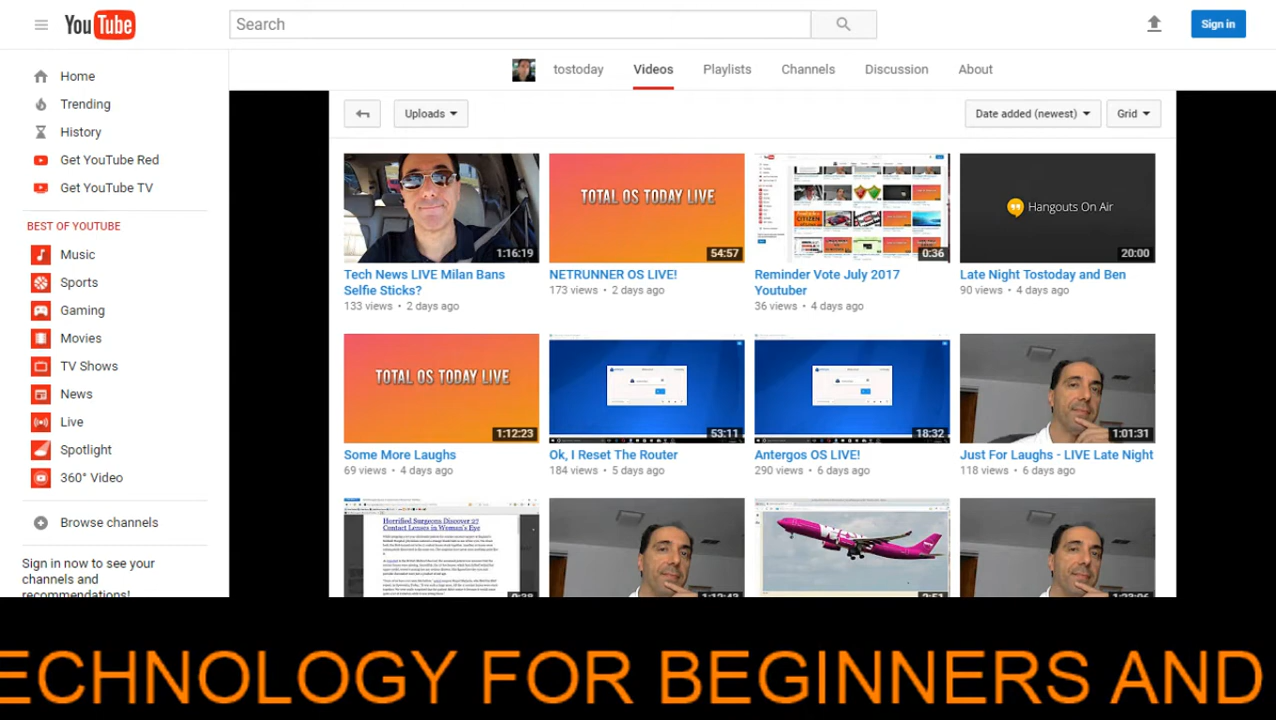 YouTube
Search
Sign in
tostoday Videos Playlists Channels Discussion About
Home
Trending
History
Get YouTube Red
Get YouTube TV
BEST OF YOUTUBE
Music
Sports
Gaming
Movies
TV Shows
News
Live
Spotlight
360° Video
Browse channels
Sign in now to see your
channels and
recommendations!
Uploads
Date added (newest)
Grid
1:16:19
Tech News LIVE Milan Bans
Selfie Sticks?
133 views • 2 days ago
TOTAL OS TODAY LIVE
54:57
NETRUNNER OS LIVE!
173 views • 2 days ago
0:36
Reminder Vote July 2017
Youtuber
36 views • 4 days ago
Hangouts On Air
20:00
Late Night Tostoday and Ben
90 views • 4 days ago
TOTAL OS TODAY LIVE
1:12:23
Some More Laughs
69 views • 4 days ago
53:11
Ok, I Reset The Router
184 views • 5 days ago
18:32
Antergos OS LIVE!
290 views • 6 days ago
1:01:31
Just For Laughs - LIVE Late Night
118 views • 6 days ago
Horrified Surgeons Discover 27
Contact Lenses in Woman's Eye
ECHNOLOGY FOR BEGINNERS AND